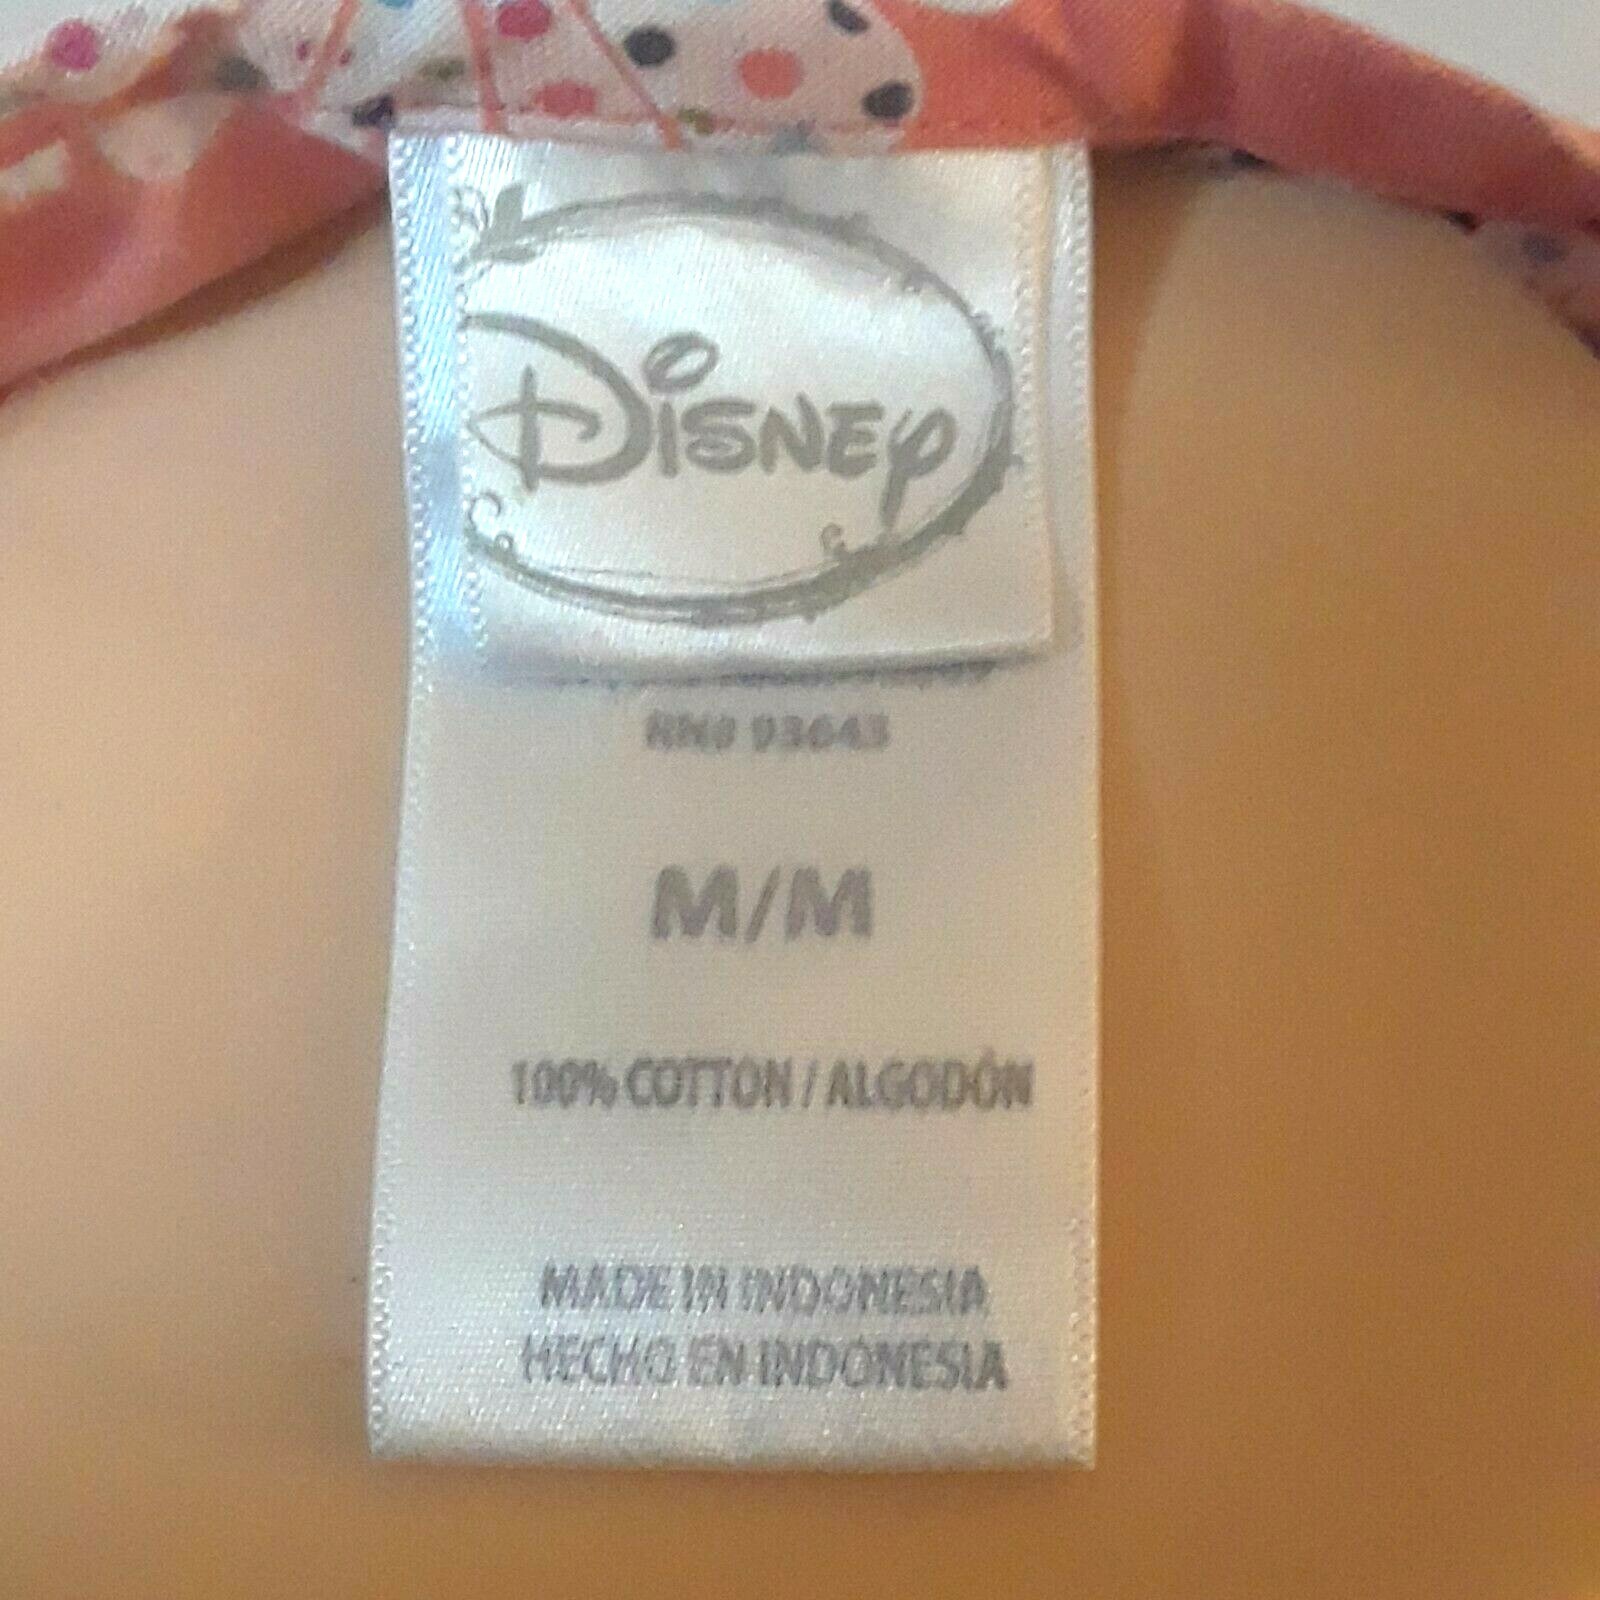 Disney
RN# 93643
M/M
100% COTTON / ALGODÓN
MADE IN INDONESIA
HECHO EN INDONESIA